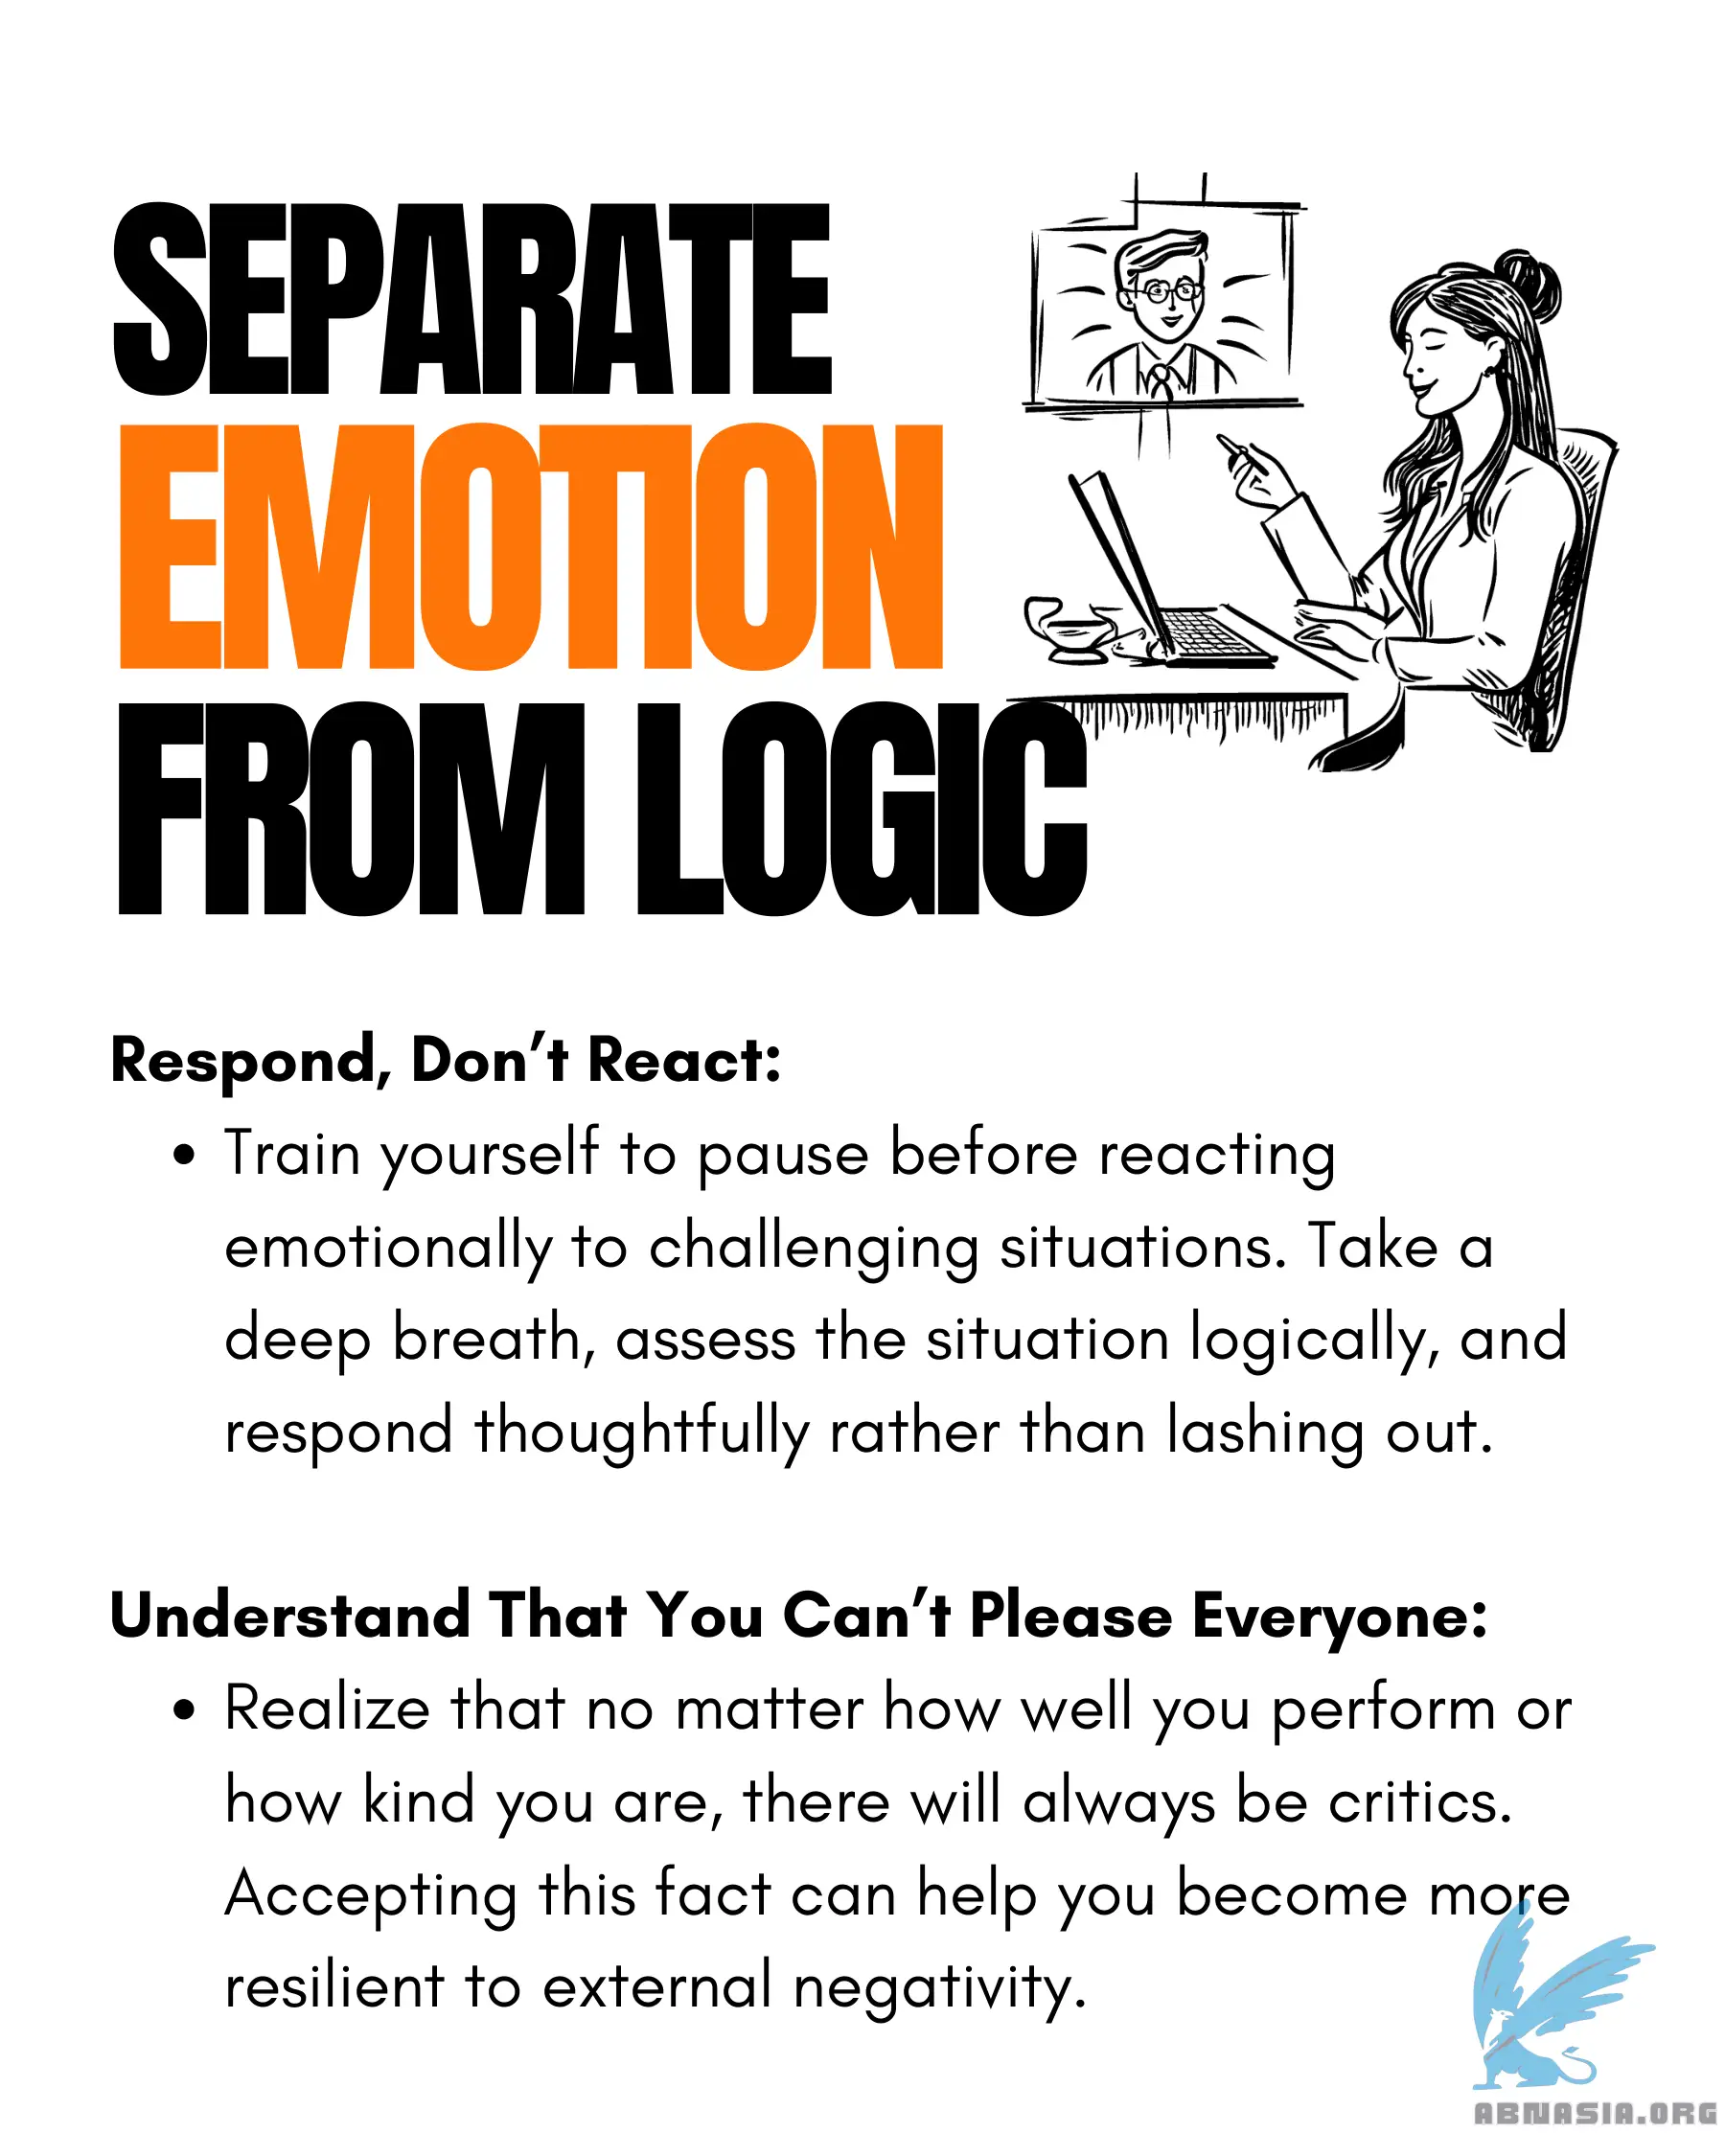 SEPARATE
EMOTION
FROM LOGIC
Respond, Don’t React:
• Train yourself to pause before reacting
emotionally to challenging situations. Take a
deep breath, assess the situation logically, and
respond thoughtfully rather than lashing out.
Understand That You Can’t Please Everyone:
• Realize that no matter how well you perform or
how kind you are, there will always be critics.
Accepting this fact can help you become more
resilient to external negativity.
ABNASIA.ORG